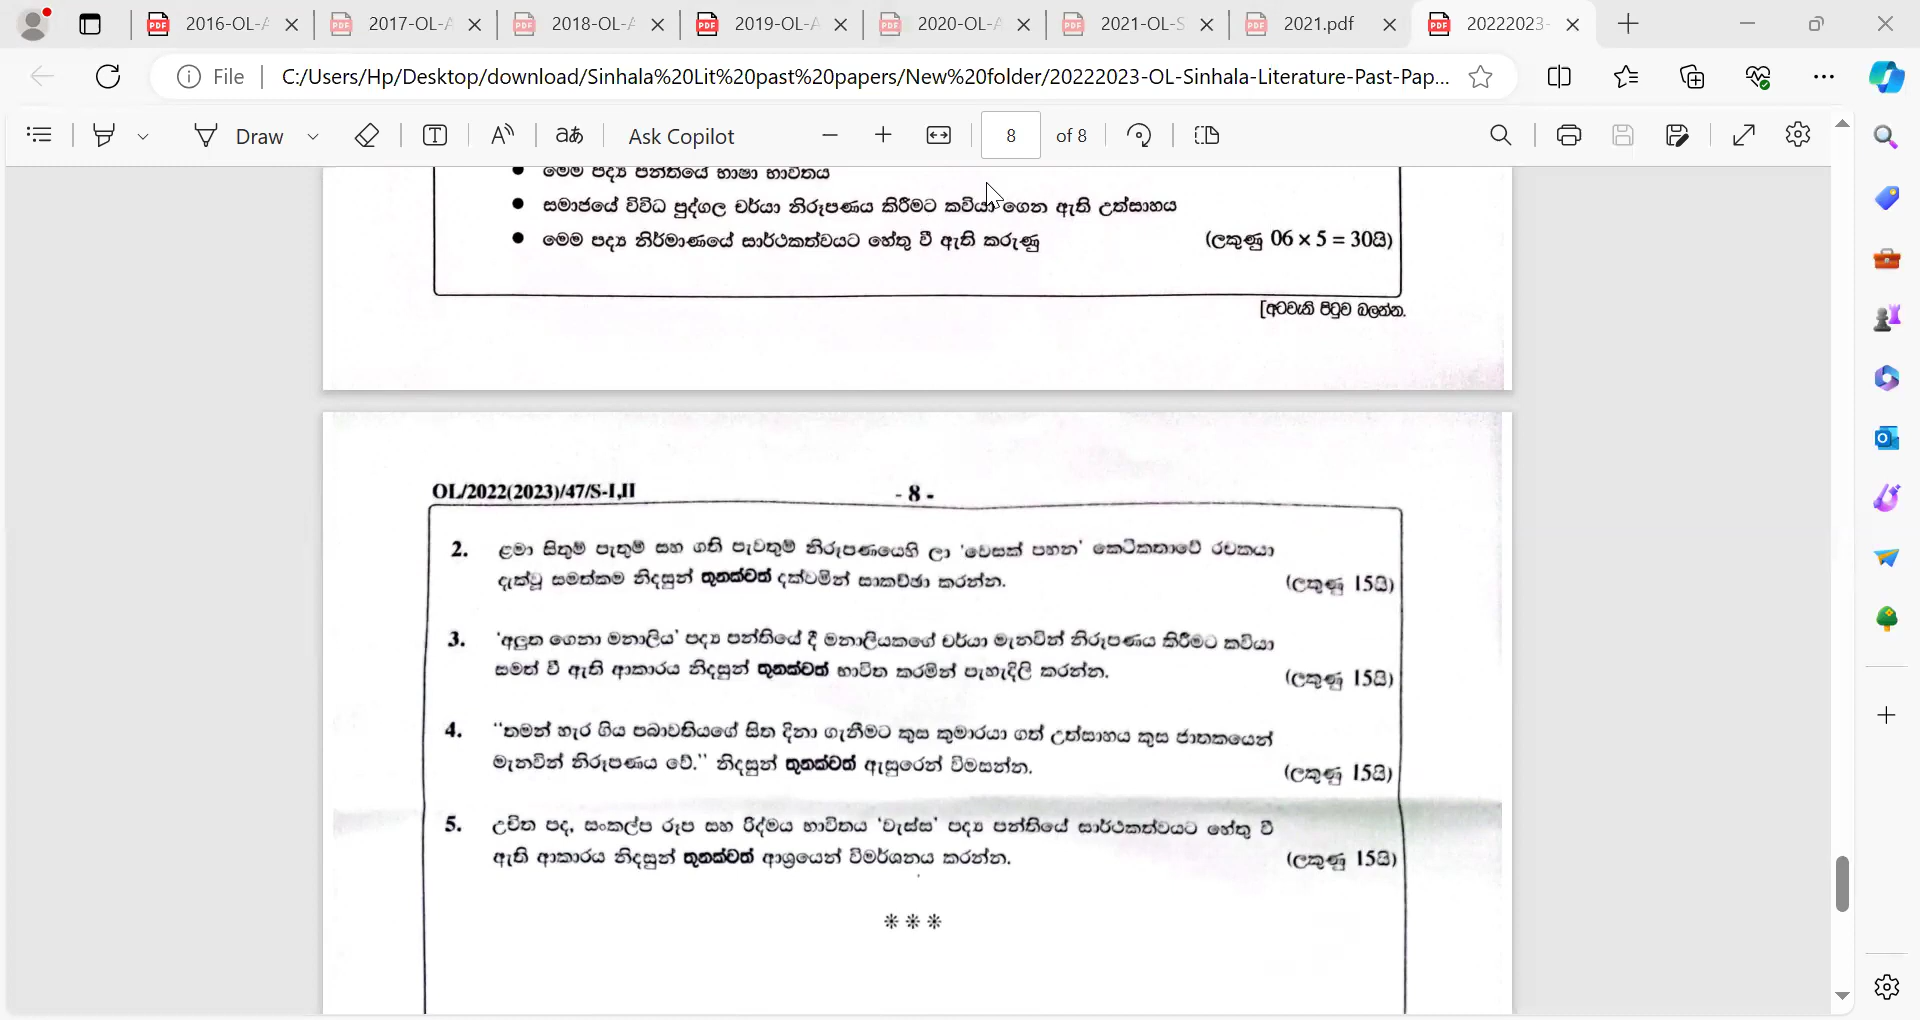 2016-OL-A
2017-OL-A
2018-OL-A
2019-OL-A
2020-OL-A
2021-OL-S
2021.pdf
20222023-
File
C:/Users/Hp/Desktop/download/Sinhala%20Lit%20past%20papers/New%20folder/20222023-OL-Sinhala-Literature-Past-Pap...
Draw
Ask Copilot
8 of 8
මෙම පද්‍ය පන්තියේ භාෂා භාවිතය
සමාජයේ විවිධ පුද්ගල චර්යා නිරූපණය කිරීමට කවියා ගෙන ඇති උත්සාහය
මෙම පද්‍ය නිර්මාණයේ සාර්ථකත්වයට හේතු වී ඇති කරුණු (ලකුණු 06 × 5 = 30යි)
[අටවැනි පිටුව බලන්න.
OL/2022(2023)/47/S-I,II - 8 -
2. ළමා සිතුම් පැතුම් සහ ගති පැවතුම් නිරූපණයෙහි ලා 'වෙසක් පහන' කෙටිකතාවේ රචකයා
දැක්වූ සමත්කම නිදසුන් තුනක්වත් දක්වමින් සාකච්ඡා කරන්න. (ලකුණු 15යි)
3. 'අලුත ගෙනා මනාලිය' පද්‍ය පන්තියේ දී මනාලියකගේ චර්යා මැනවින් නිරූපණය කිරීමට කවියා
සමත් වී ඇති ආකාරය නිදසුන් තුනක්වත් භාවිත කරමින් පැහැදිලි කරන්න. (ලකුණු 15යි)
4. "තමන් හැර ගිය පබාවතියගේ සිත දිනා ගැනීමට කුස කුමාරයා ගත් උත්සාහය කුස ජාතකයෙන්
මැනවින් නිරූපණය වේ." නිදසුන් තුනක්වත් ඇසුරෙන් විමසන්න. (ලකුණු 15යි)
5. උචිත පද, සංකල්ප රූප සහ රිද්මය භාවිතය 'වැස්ස' පද්‍ය පන්තියේ සාර්ථකත්වයට හේතු වී
ඇති ආකාරය නිදසුන් තුනක්වත් ආශ්‍රයෙන් විමර්ශනය කරන්න. (ලකුණු 15යි)
***